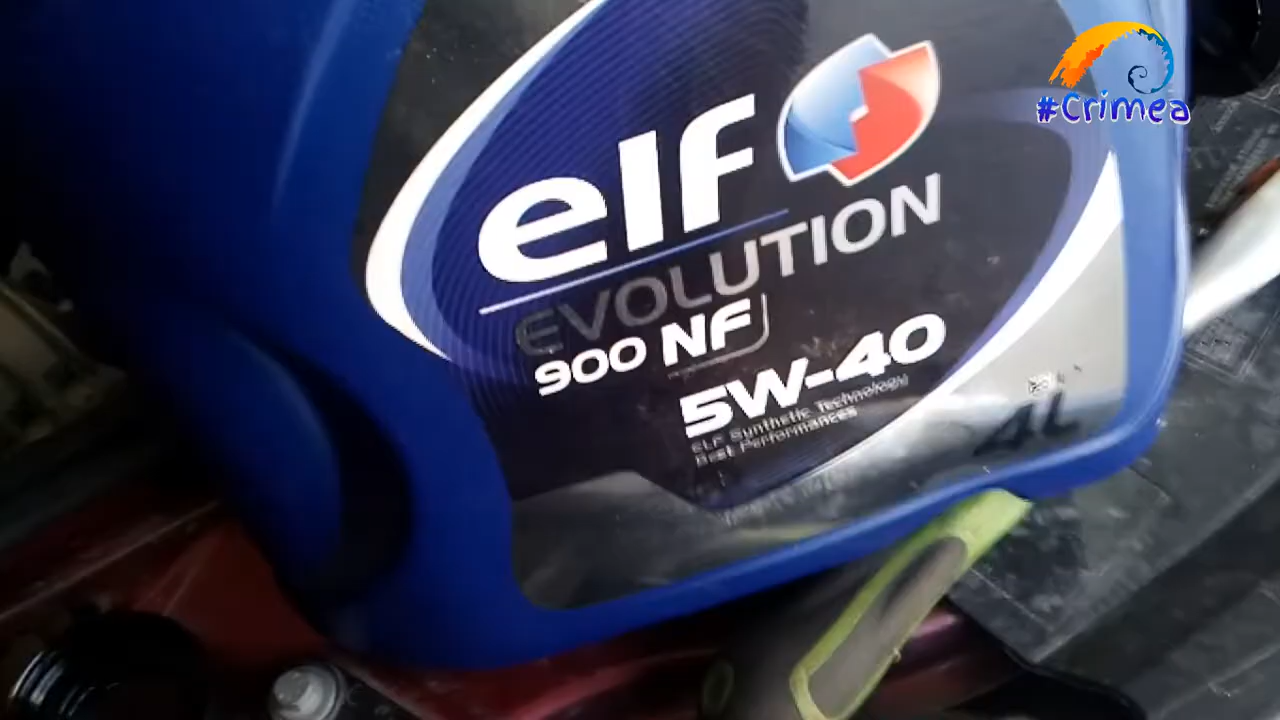 #Crimea
elf
EVOLUTION
900 NF
5W-40
ELF Synthetic Technology
Best Performances
4L